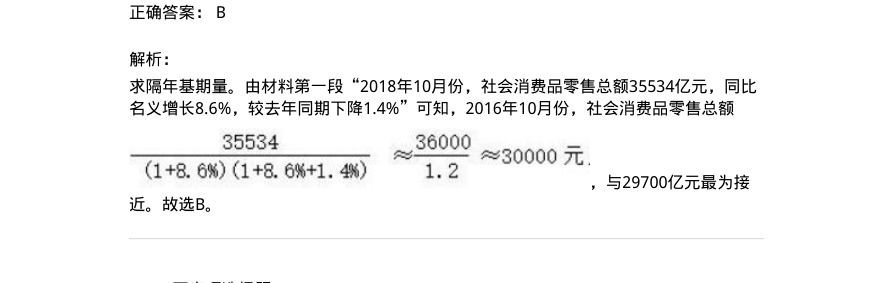 正确答案： B
解析：
求隔年基期量。由材料第一段“2018年10月份，社会消费品零售总额35534亿元，同比
名义增长8.6%，较去年同期下降1.4%”可知，2016年10月份，社会消费品零售总额
35534/(1+8.6%)(1+8.6%+1.4%) ≈36000/1.2 ≈30000 元.
，与29700亿元最为接
近。故选B。